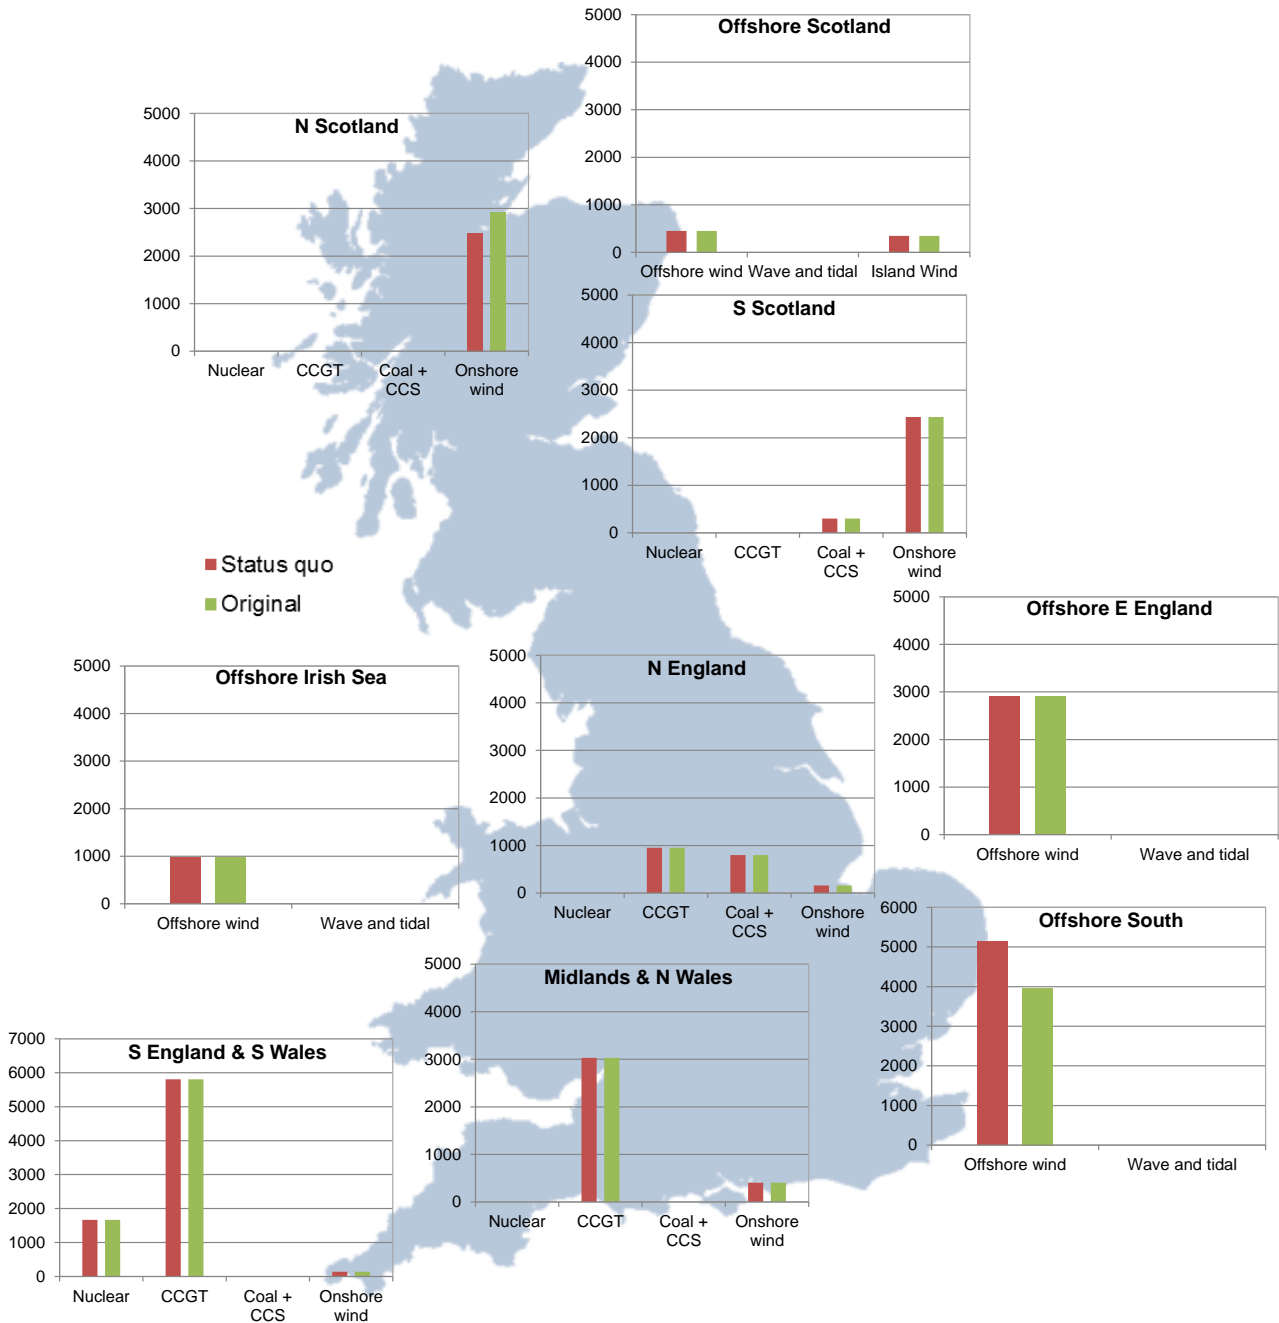 Offshore Scotland
5000
4000
3000
2000
1000
0
Offshore wind Wave and tidal Island Wind
N Scotland
5000
4000
3000
2000
1000
0
Nuclear CCGT Coal + Onshore
CCS wind
S Scotland
5000
4000
3000
2000
1000
0
Nuclear CCGT Coal + Onshore
CCS wind
Status quo
Original
Offshore E England
5000
4000
3000
2000
1000
0
Offshore wind Wave and tidal
Offshore Irish Sea
5000
4000
3000
2000
1000
0
Offshore wind Wave and tidal
N England
5000
4000
3000
2000
1000
0
Nuclear CCGT Coal + Onshore
CCS wind
Offshore South
6000
5000
4000
3000
2000
1000
0
Offshore wind Wave and tidal
Midlands & N Wales
5000
4000
3000
2000
1000
0
Nuclear CCGT Coal + Onshore
CCS wind
S England & S Wales
7000
6000
5000
4000
3000
2000
1000
0
Nuclear CCGT Coal + Onshore
CCS wind